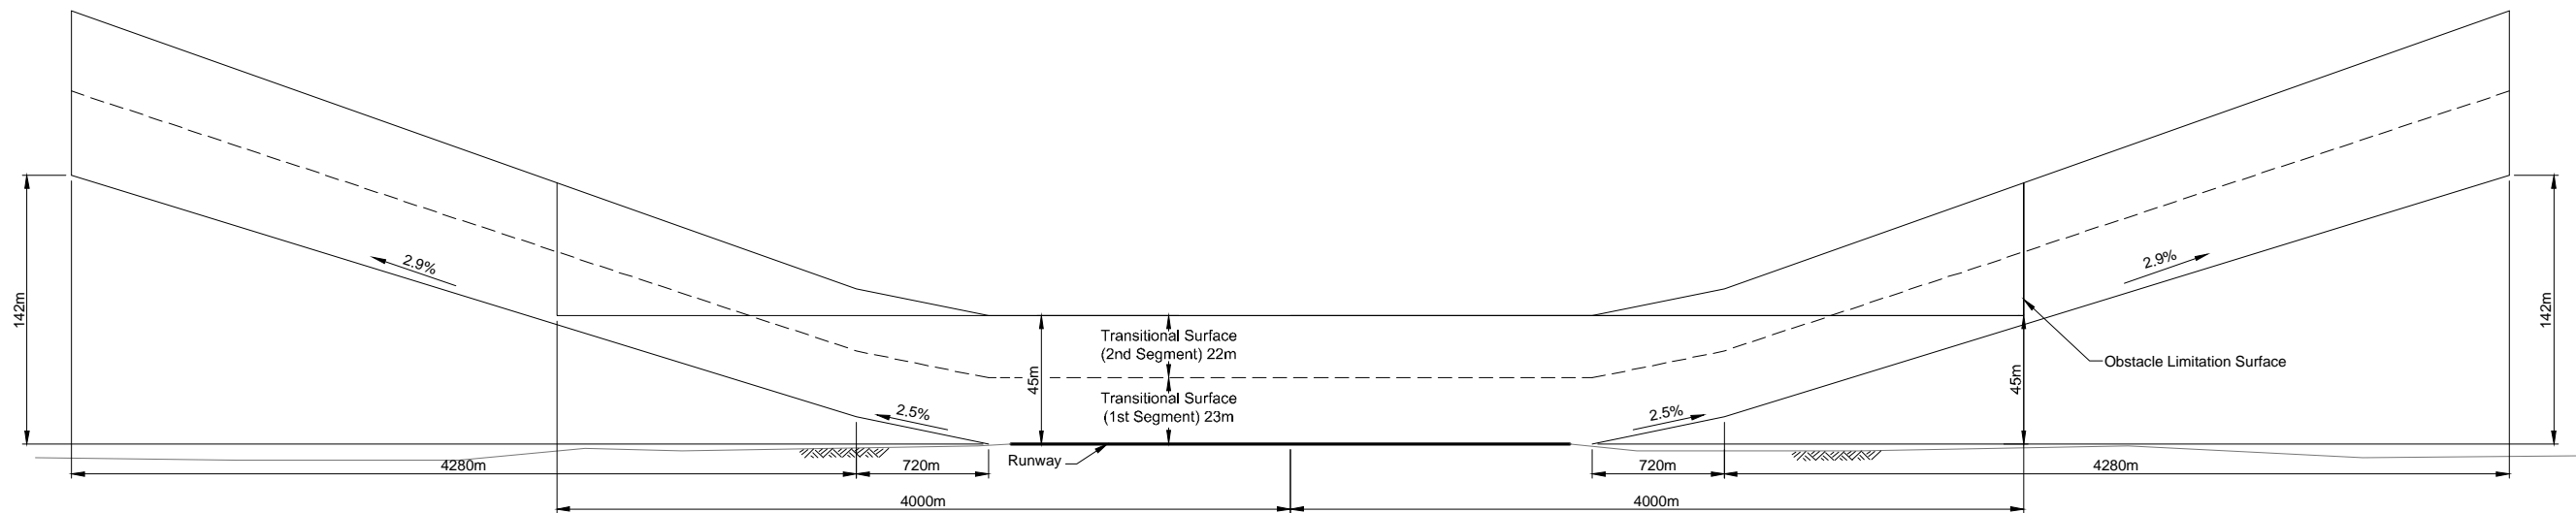 2.9%
2.9%
142m
142m
Transitional Surface
(2nd Segment) 22m
45m
45m
Obstacle Limitation Surface
Transitional Surface
(1st Segment) 23m
2.5%
2.5%
Runway
4280m
720m
720m
4280m
4000m
4000m